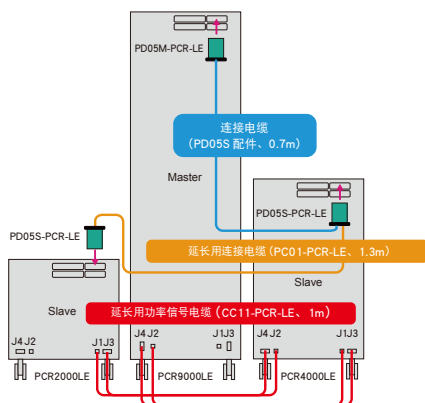 PD05M-PCR-LE
连接电缆
(PD05S 配件、0.7m)
Master
PD05S-PCR-LE
PD05S-PCR-LE
延长用连接电缆(PC01-PCR-LE、1.3m)
Slave
Slave
延长用功率信号电缆(CC11-PCR-LE、1m)
J4 J2
J1J3
J4 J2
J1J3
J4 J2
J1J3
PCR2000LE
PCR9000LE
PCR4000LE